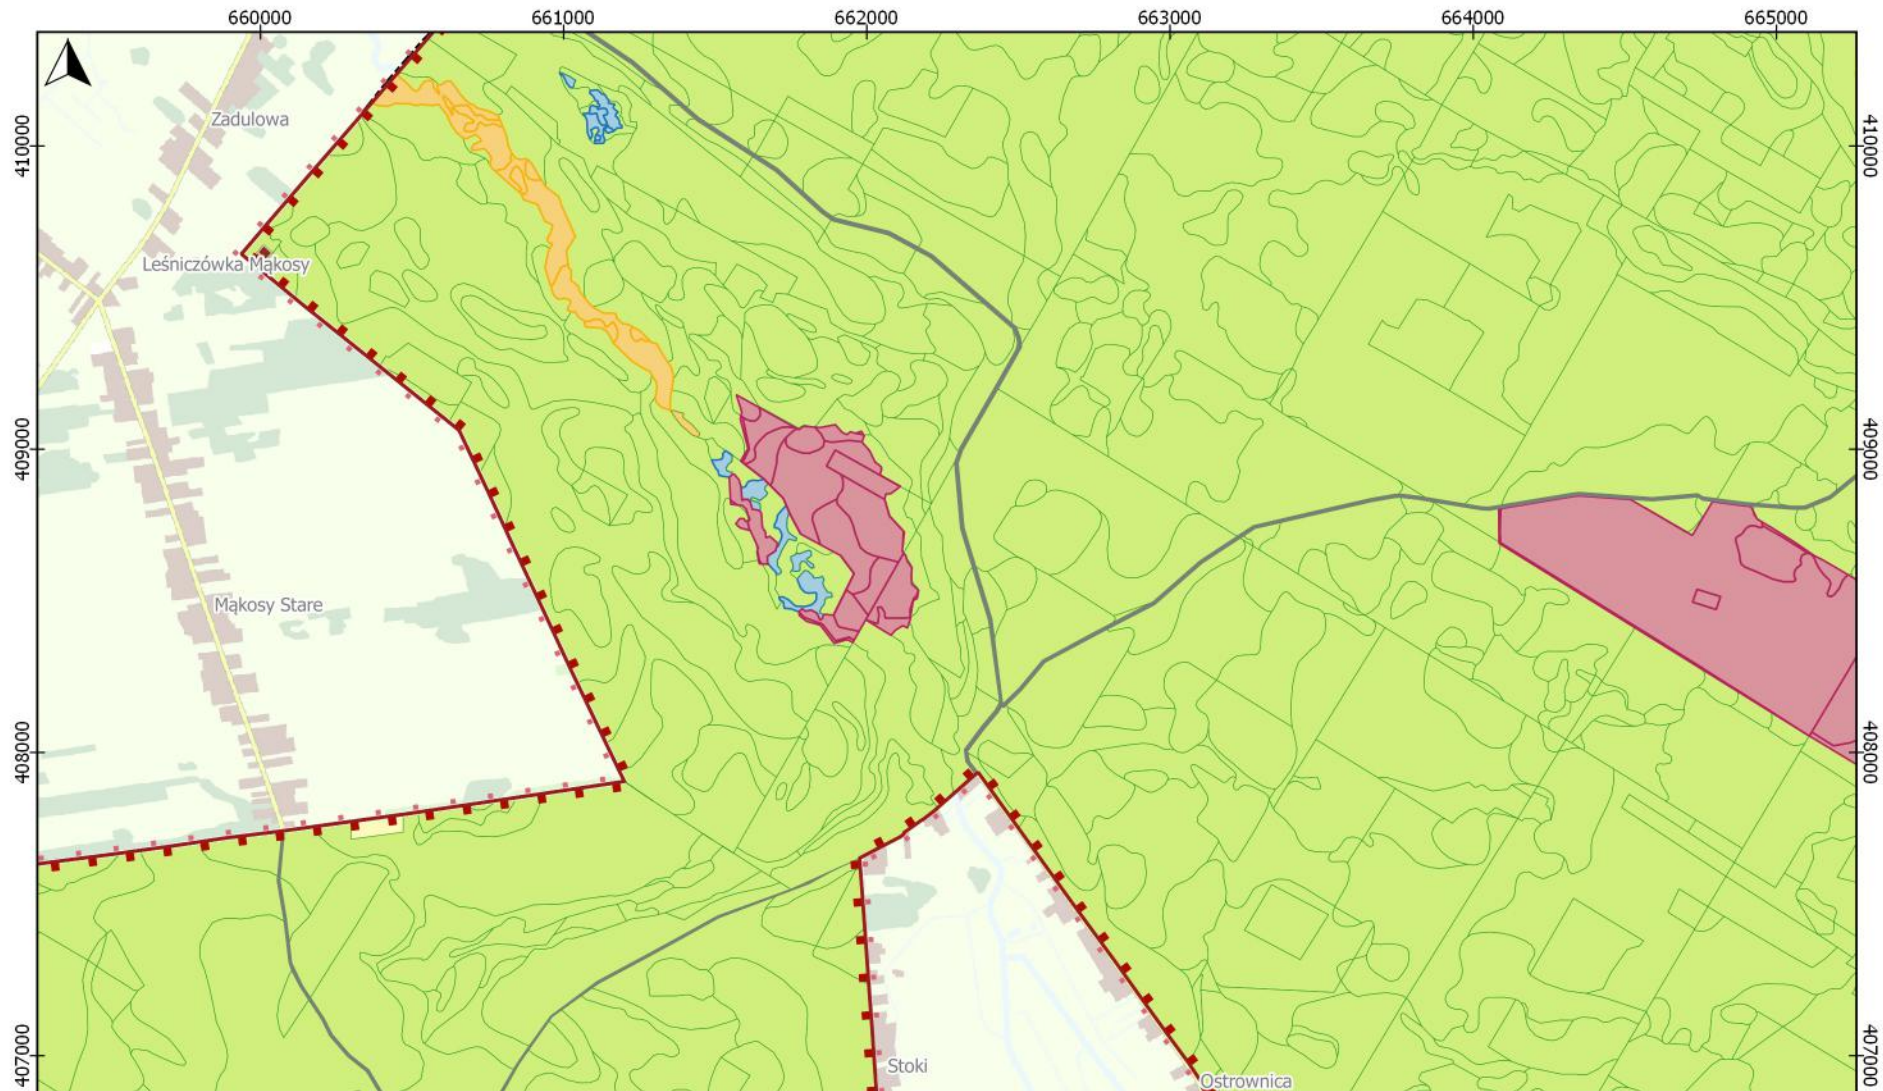 660000 661000 662000 663000 664000 665000
410000 410000
Zadulowa
Leśniczówka Mąkosy
409000 409000
Mąkosy Stare
408000 408000
407000 407000
Stoki
Ostrownica